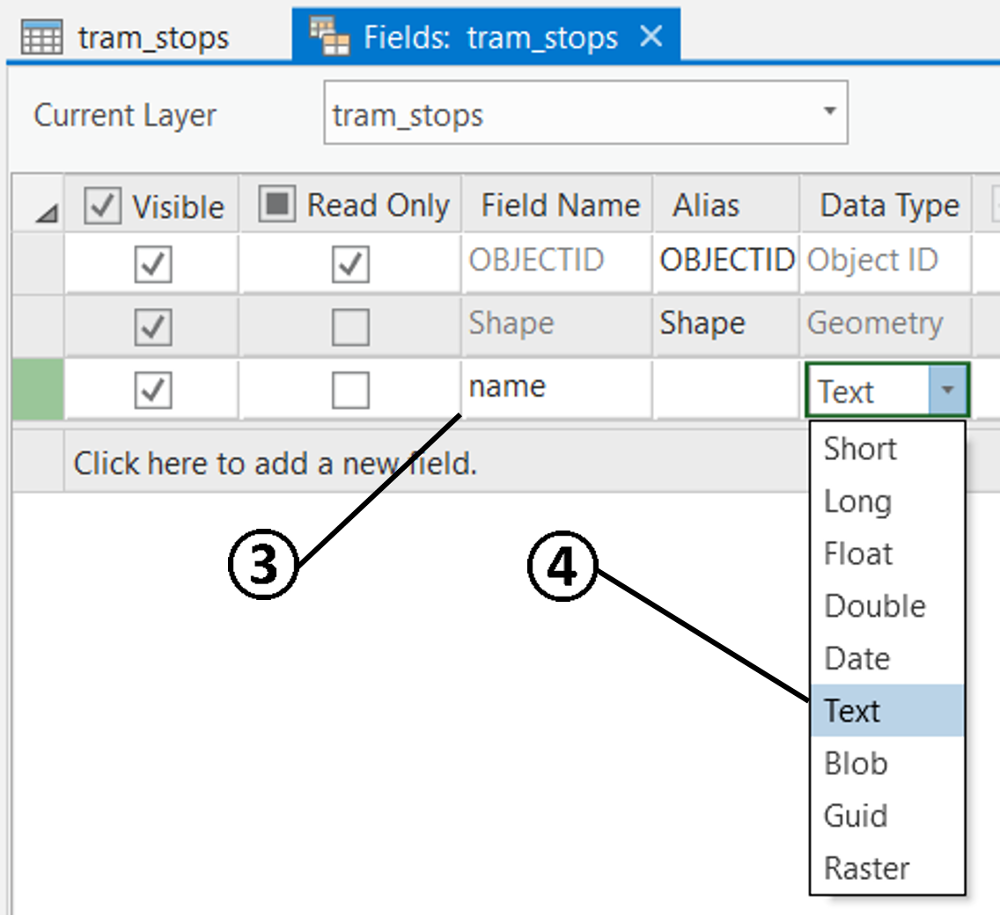 tram_stops Fields: tram_stops
Current Layer tram_stops
Visible Read Only Field Name Alias Data Type
OBJECTID OBJECTID Object ID
Shape Shape Geometry
name Text
Click here to add a new field.
Short
Long
Float
Double
Date
Text
Blob
Guid
Raster
③ ④